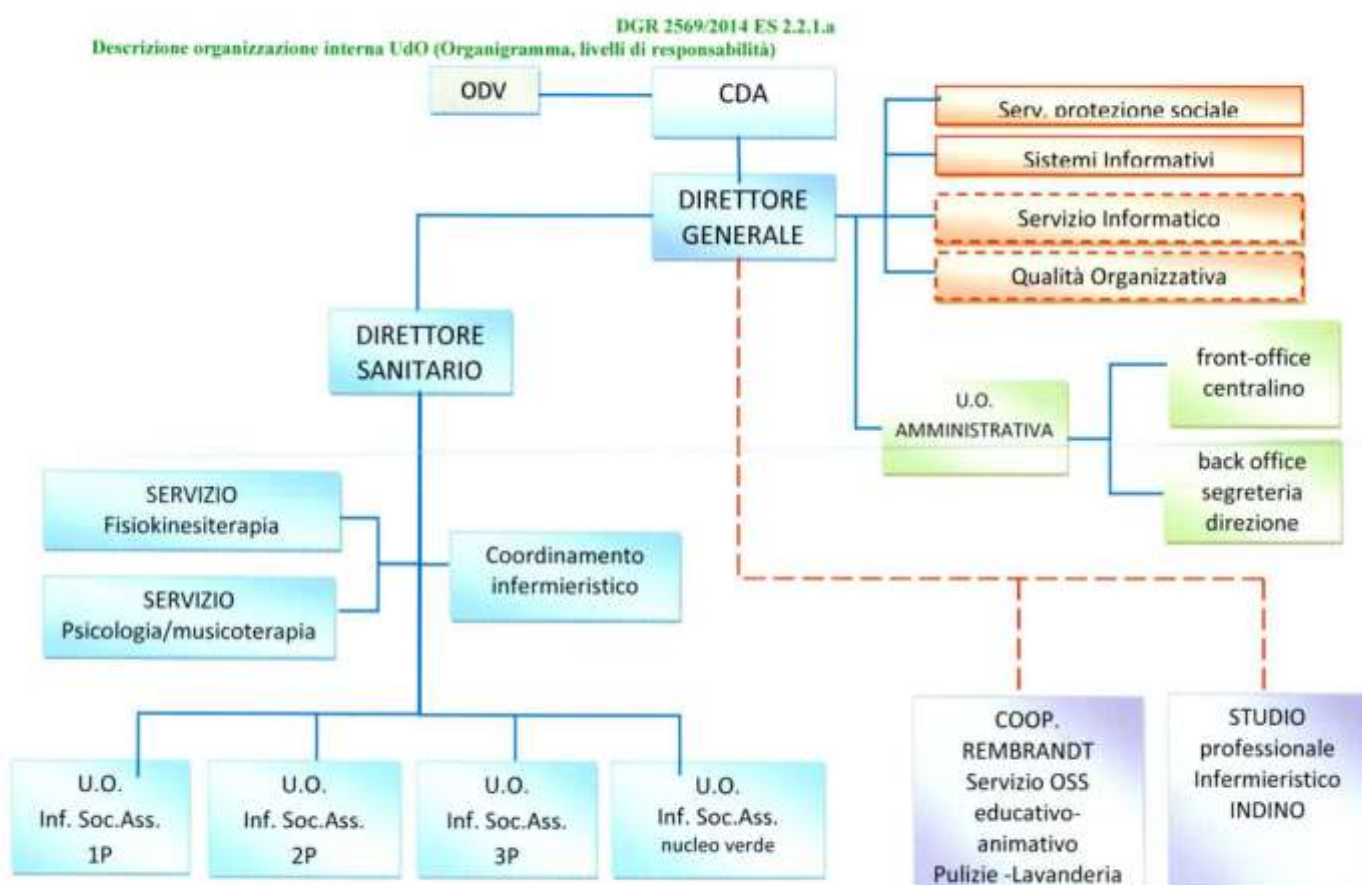 DGR 2569/2014 ES 2.2.1.a
Descrizione organizzazione interna UdO (Organigramma, livelli di responsabilità)
ODV
CDA
Serv. protezione sociale
Sistemi Informativi
DIRETTORE
GENERALE
Servizio Informatico
Qualità Organizzativa
DIRETTORE
SANITARIO
front-office
centralino
U.O.
AMMINISTRATIVA
back office
segreteria
direzione
SERVIZIO
Fisiokinesiterapia
Coordinamento
infermieristico
SERVIZIO
Psicologia/musicoterapia
U.O.
Inf. Soc.Ass.
1P
U.O.
Inf. Soc.Ass.
2P
U.O.
Inf. Soc.Ass.
3P
U.O.
Inf. Soc.Ass.
nucleo verde
COOP.
REMBRANDT
Servizio OSS
educativo-
animativo
Pulizie -Lavanderia
STUDIO
professionale
Infermieristico
INDINO